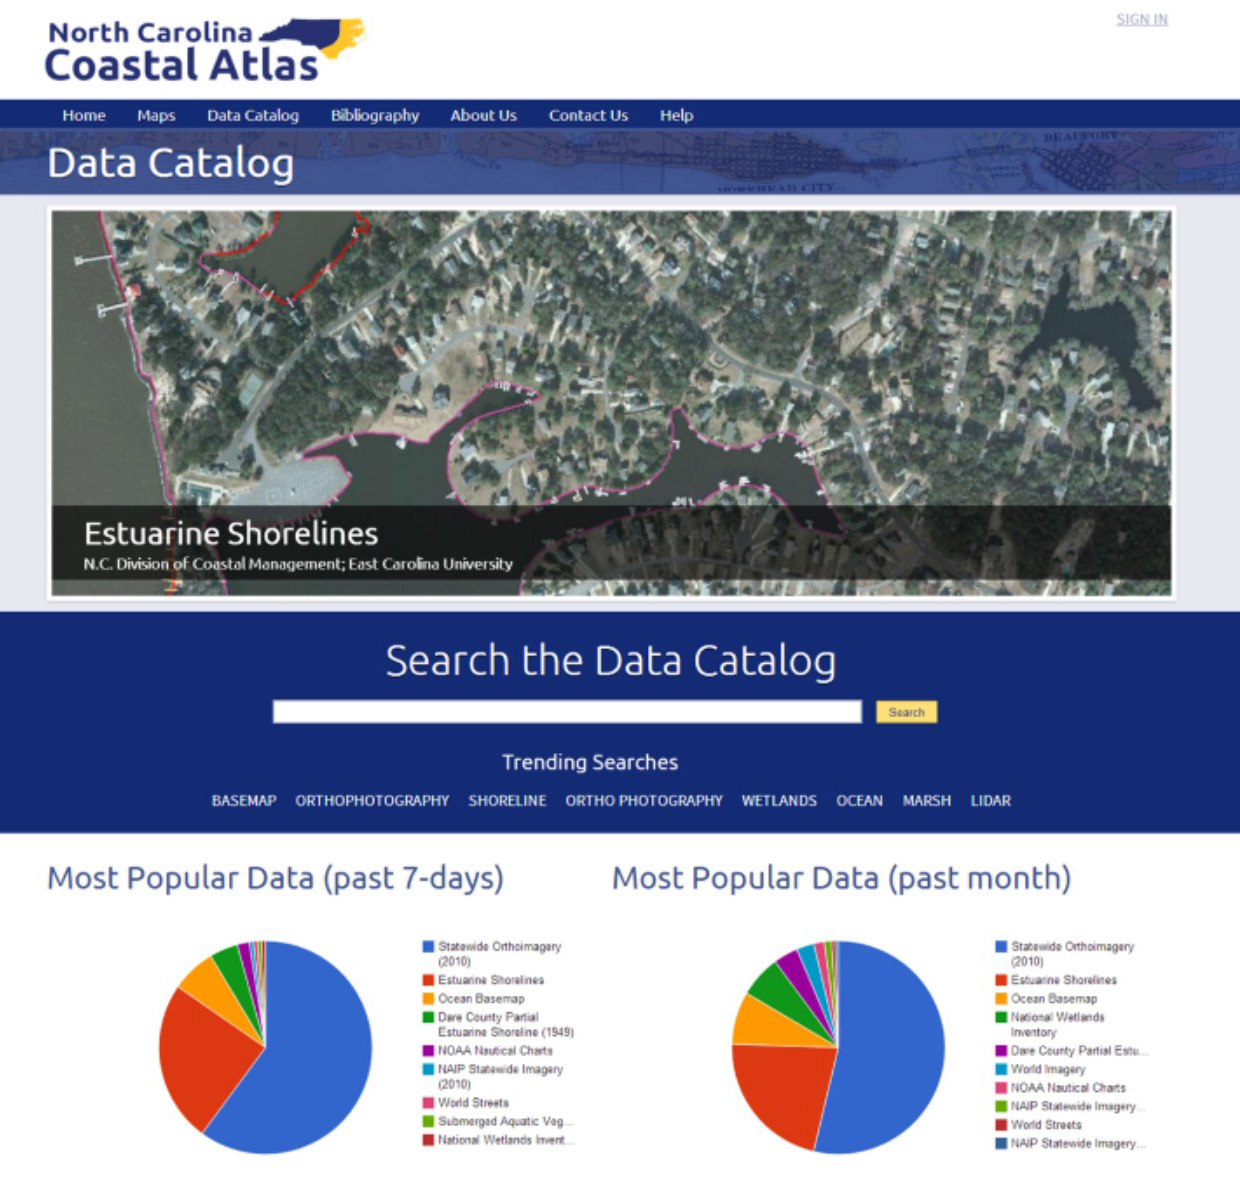 North Carolina
Coastal Atlas
SIGN IN
Home Maps Data Catalog Bibliography About Us Contact Us Help
Data Catalog
BEAUFORT
MOREHEAD CITY
Estuarine Shorelines
N.C. Division of Coastal Management; East Carolina University
Search the Data Catalog
Search
Trending Searches
BASEMAP ORTHOPHOTOGRAPHY SHORELINE ORTHO PHOTOGRAPHY WETLANDS OCEAN MARSH LIDAR
Most Popular Data (past 7-days)
Statewide Orthoimagery
(2010)
Estuarine Shorelines
Ocean Basemap
Dare County Partial
Estuarine Shoreline (1949)
NOAA Nautical Charts
NAIP Statewide Imagery
(2010)
World Streets
Submerged Aquatic Veg...
National Wetlands Invent...
Most Popular Data (past month)
Statewide Orthoimagery
(2010)
Estuarine Shorelines
Ocean Basemap
National Wetlands
Inventory
Dare County Partial Estu...
World Imagery
NOAA Nautical Charts
NAIP Statewide Imagery...
World Streets
NAIP Statewide Imagery...